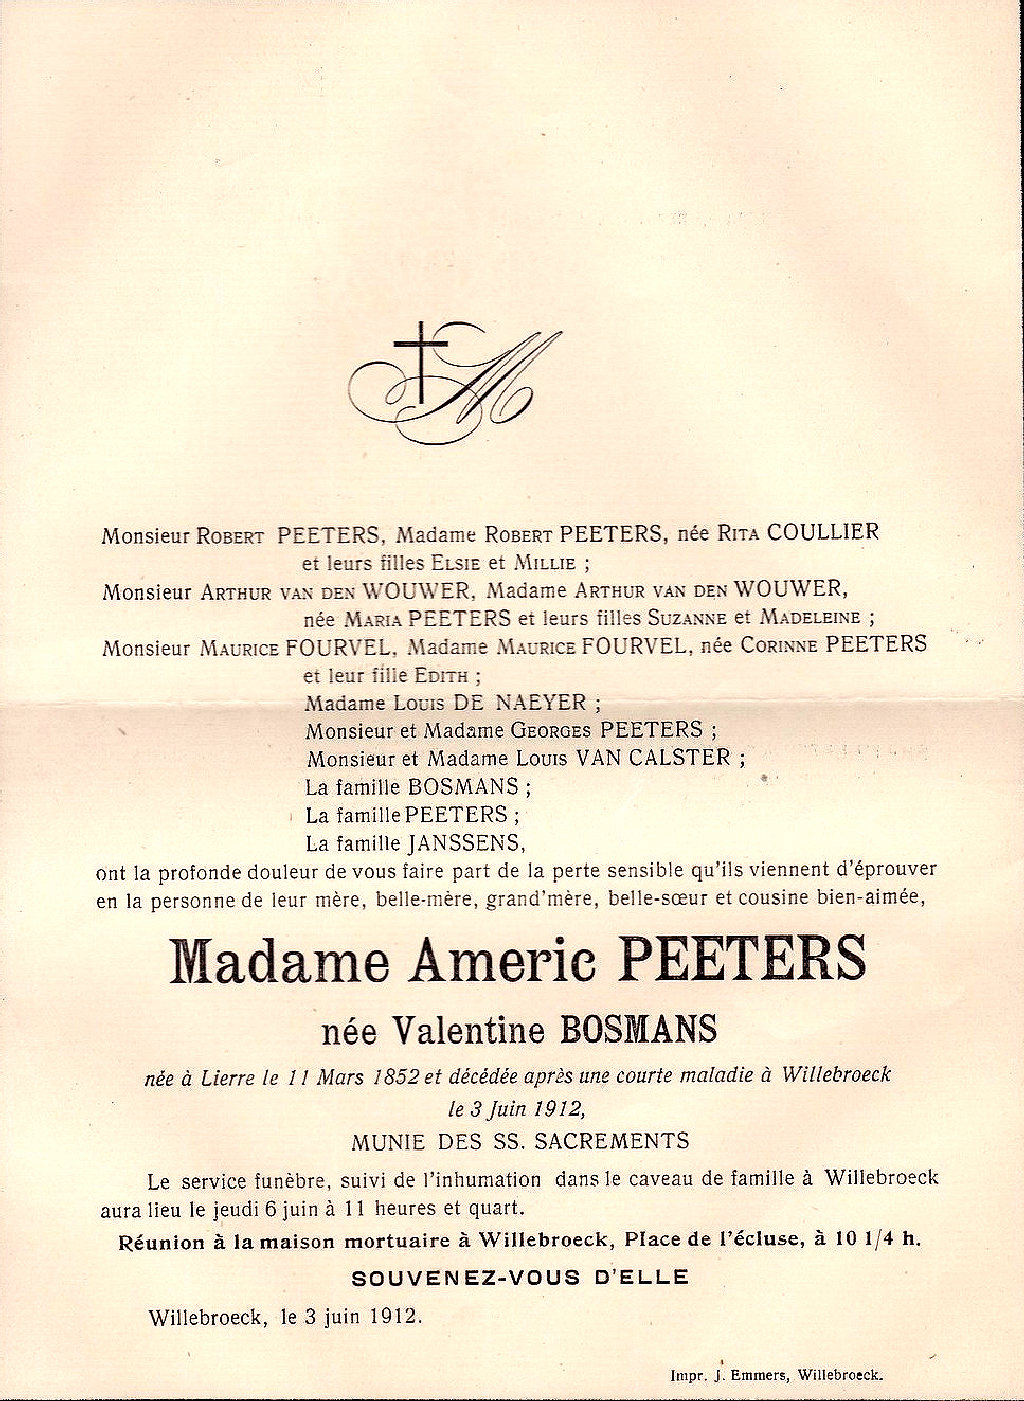 M
Monsieur ROBERT PEETERS, Madame ROBERT PEETERS, née RITA COULLIER
et leurs filles ELSIE et MILLIE ;
Monsieur ARTHUR VAN DEN WOUWER, Madame ARTHUR VAN DEN WOUWER,
née MARIA PEETERS et leurs filles SUZANNE et MADELEINE ;
Monsieur MAURICE FOURVEL, Madame MAURICE FOURVEL, née CORINNE PEETERS
et leur fille EDITH ;
Madame LOUIS DE NAEYER ;
Monsieur et Madame GEORGES PEETERS ;
Monsieur et Madame LOUIS VAN CALSTER ;
La famille BOSMANS ;
La famille PEETERS ;
La famille JANSSENS,
ont la profonde douleur de vous faire part de la perte sensible qu'ils viennent d'éprouver
en la personne de leur mère, belle-mère, grand'mère, belle-sœur et cousine bien-aimée,
Madame Americ PEETERS
née Valentine BOSMANS
née à Lierre le 11 Mars 1852 et décédée après une courte maladie à Willebroeck
le 3 Juin 1912,
MUNIE DES SS. SACREMENTS
Le service funèbre, suivi de l'inhumation dans le caveau de famille à Willebroeck
aura lieu le jeudi 6 juin à 11 heures et quart.
Réunion à la maison mortuaire à Willebroeck, Place de l'écluse, à 10 1/4 h.
SOUVENEZ-VOUS D'ELLE
Willebroeck, le 3 juin 1912.
Impr. J. Emmers, Willebroeck.